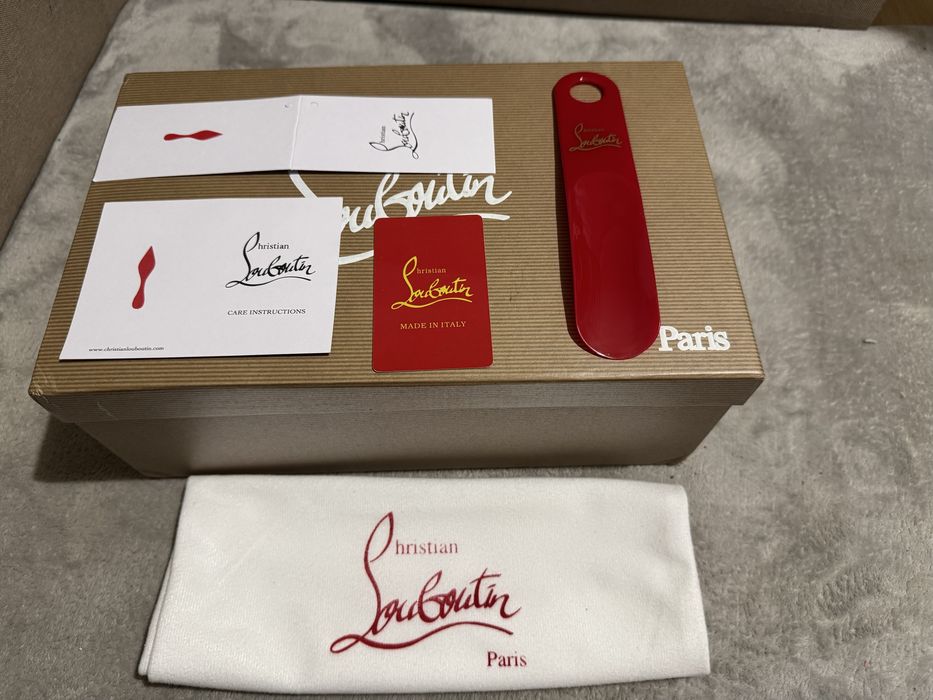 Christian
Louboutin
Christian
Louboutin
Louboutin
Christian
Louboutin
CARE INSTRUCTIONS
www.christianlouboutin.com
Christian
Louboutin
MADE IN ITALY
Paris
Christian
Louboutin
Paris